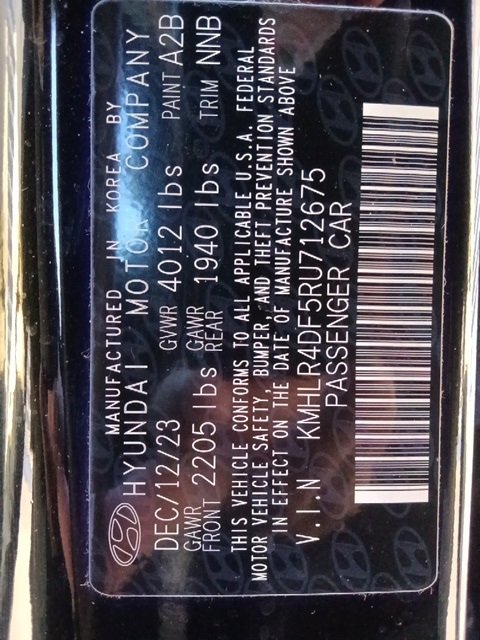 MANUFACTURED IN KOREA BY
HYUNDAI MOTOR COMPANY
DEC/12/23 GVWR 4012 lbs PAINT A2B
GAWR FRONT 2205 lbs GAWR REAR 1940 lbs TRIM NNB
THIS VEHICLE CONFORMS TO ALL APPLICABLE U.S.A. FEDERAL
MOTOR VEHICLE SAFETY, BUMPER, AND THEFT PREVENTION STANDARDS
IN EFFECT ON THE DATE OF MANUFACTURE SHOWN ABOVE
V.I.N KMHLR4DF5RU712675
PASSENGER CAR